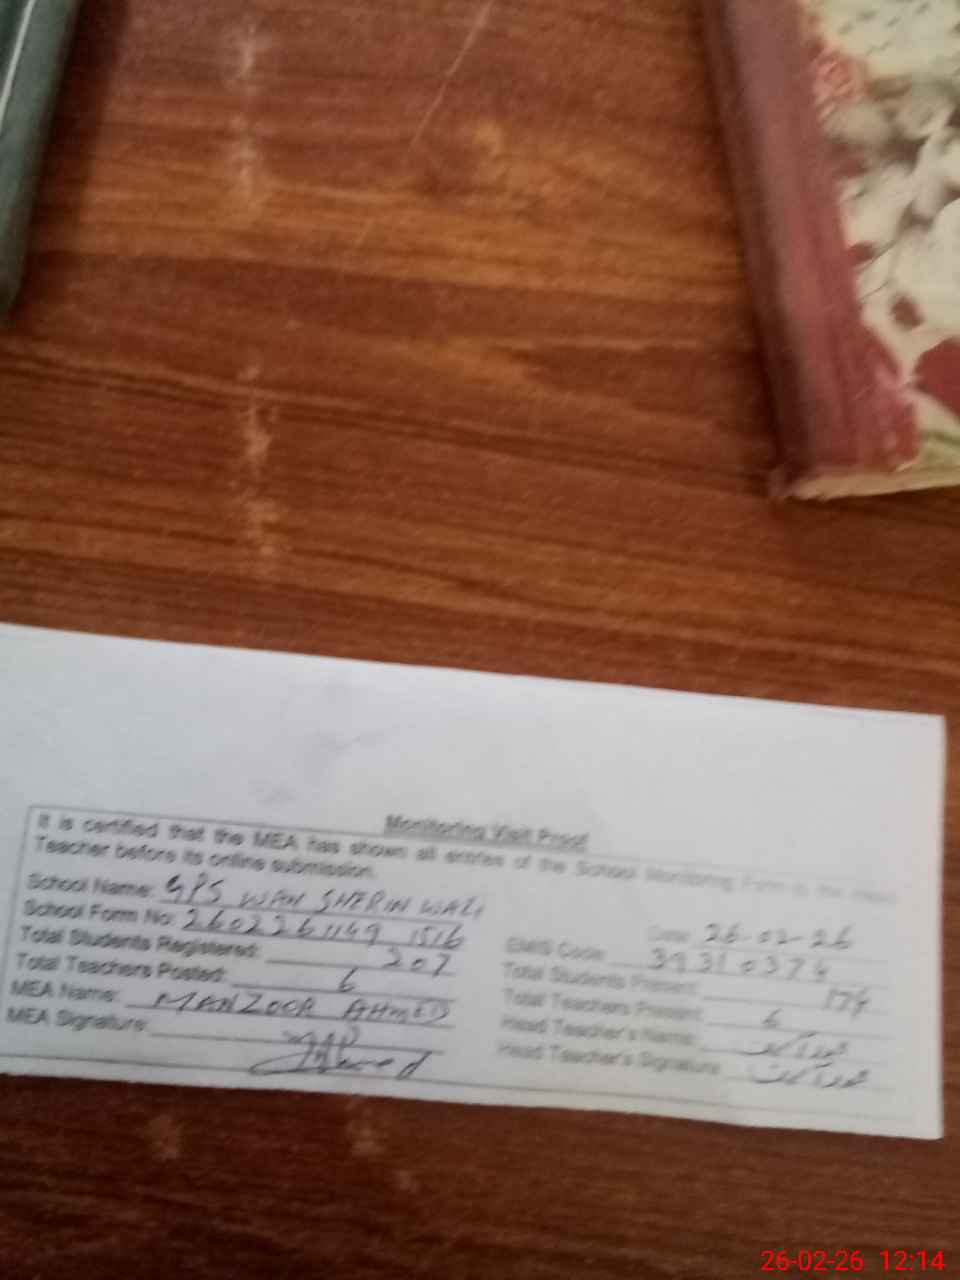 Monitoring Visit Proof
It is certified that the MEA has shown all entries of the School Monitoring Form to the Head
Teacher before its online submission.
Date: 26-02-26
School Name: GPS WAN SHERIN WALI
EMIS Code: 39310374
School Form No: 2602261149 1516
Total Students Present: 174
Total Students Registered: 207
Total Teachers Present: 6
Total Teachers Posted: 6
Head Teacher's Name:
MEA Name: MANZOOR AHMED
Head Teacher's Signature:
MEA Signature:
26-02-26 12:14